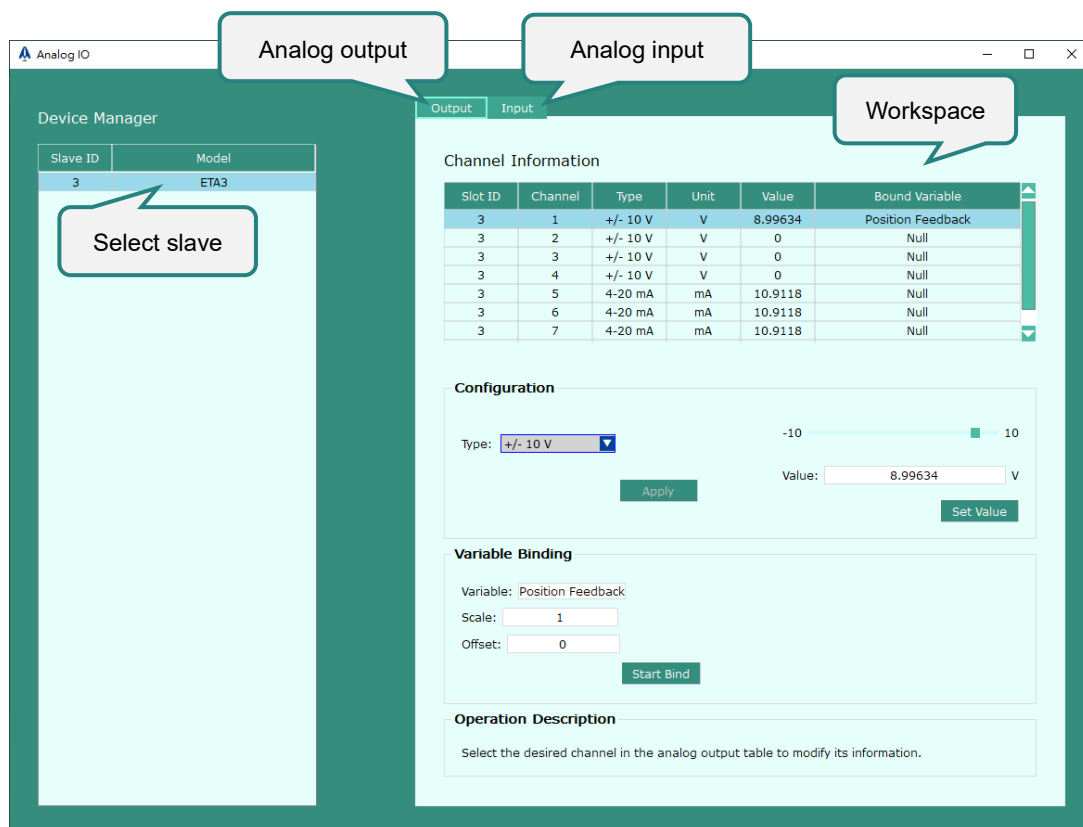 Analog output
Analog input
Analog IO
Output Input
Workspace
Device Manager
Slave ID Model
3 ETA3
Select slave
Channel Information
Slot ID Channel Type Unit Value Bound Variable
3 1 +/- 10 V V 8.99634 Position Feedback
3 2 +/- 10 V V 0 Null
3 3 +/- 10 V V 0 Null
3 4 +/- 10 V V 0 Null
3 5 4-20 mA mA 10.9118 Null
3 6 4-20 mA mA 10.9118 Null
3 7 4-20 mA mA 10.9118 Null
Configuration
-10 10
Type: +/- 10 V
Value: 8.99634 V
Apply
Set Value
Variable Binding
Variable: Position Feedback
Scale: 1
Offset: 0
Start Bind
Operation Description
Select the desired channel in the analog output table to modify its information.